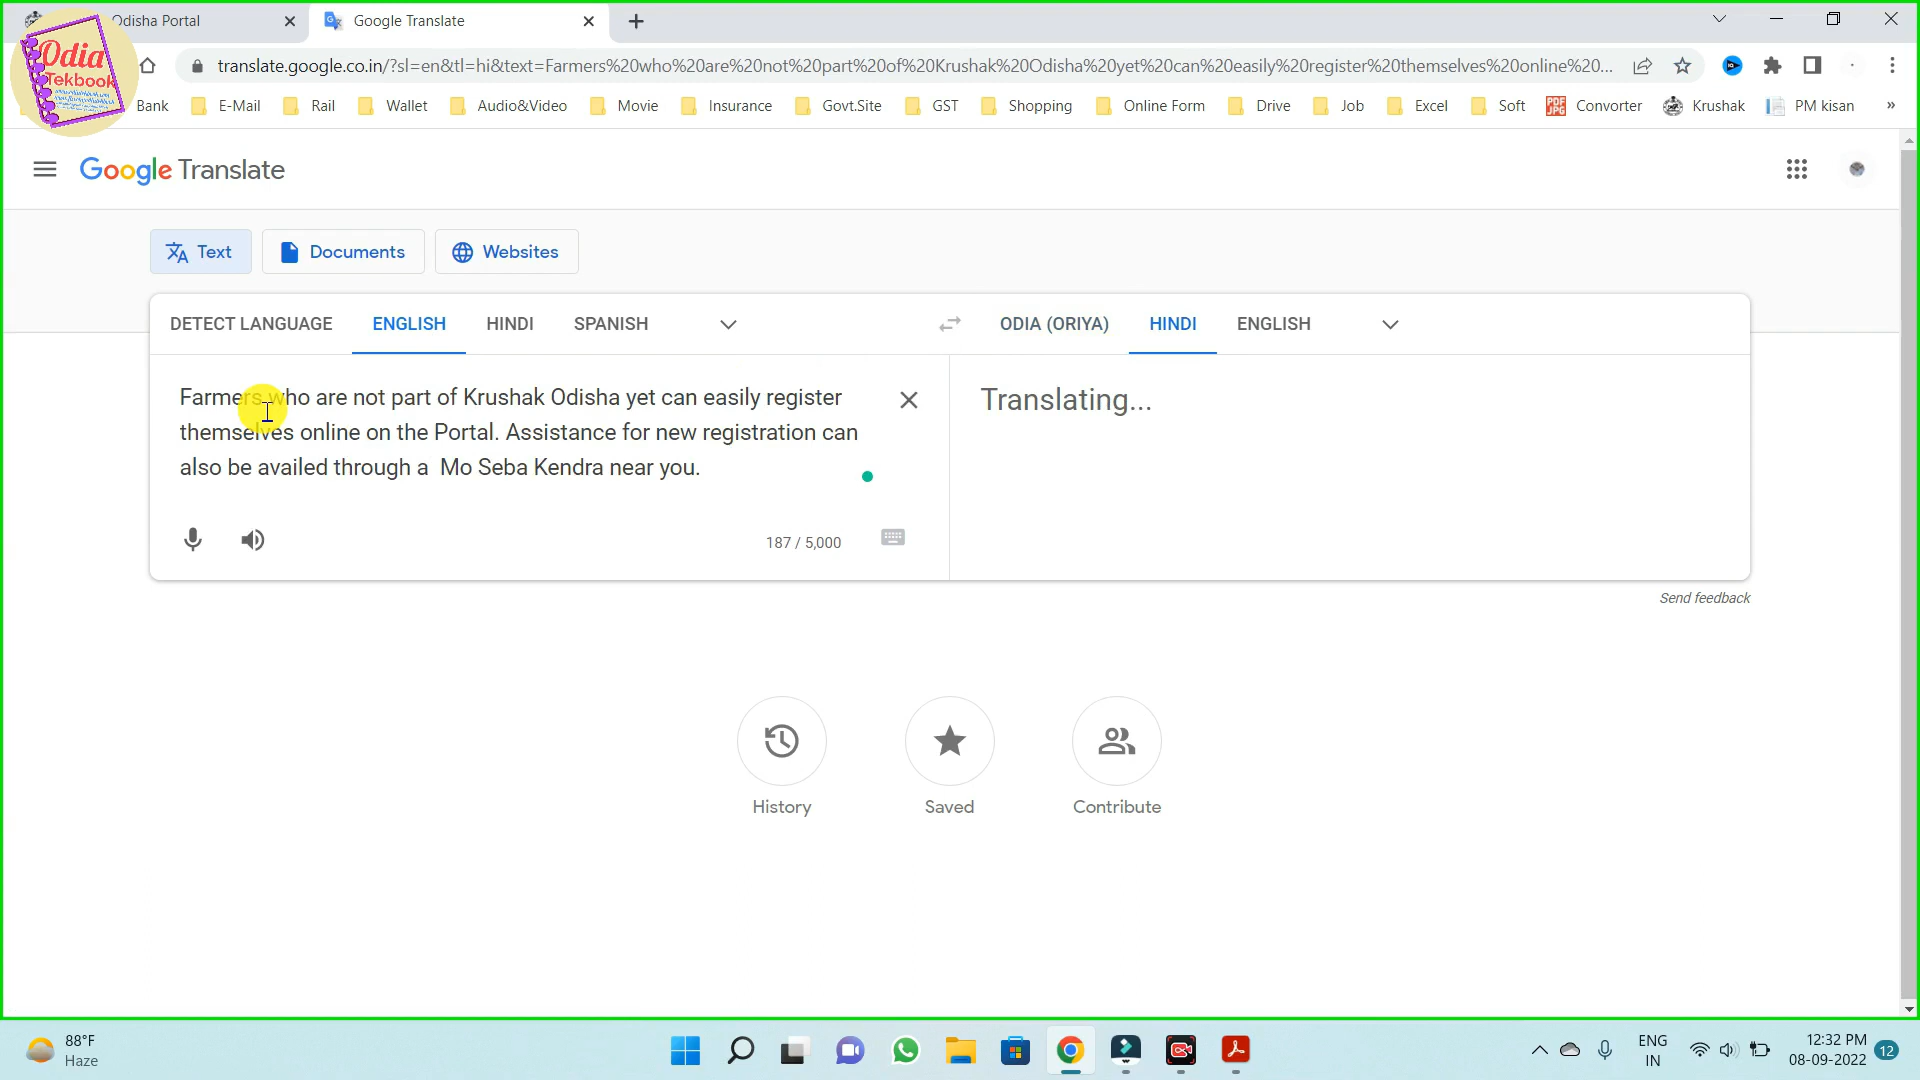 Odisha Portal
Google Translate
Odia
Tekbook
translate.google.co.in/?sl=en&tl=hi&text=Farmers%20who%20are%20not%20part%20of%20Krushak%20Odisha%20yet%20can%20easily%20register%20themselves%20online%20...
Bank E-Mail Rail Wallet Audio&Video Movie Insurance Govt.Site GST Shopping Online Form Drive Job Excel Soft PDF JPG Convorter Krushak PM kisan »
Google Translate
Text Documents Websites
DETECT LANGUAGE ENGLISH HINDI SPANISH ODIA (ORIYA) HINDI ENGLISH
Farmers who are not part of Krushak Odisha yet can easily register
themselves online on the Portal. Assistance for new registration can
also be availed through a Mo Seba Kendra near you.
Translating...
187 / 5,000
Send feedback
History Saved Contribute
88°F
Haze
ENG
IN
12:32 PM
08-09-2022
12